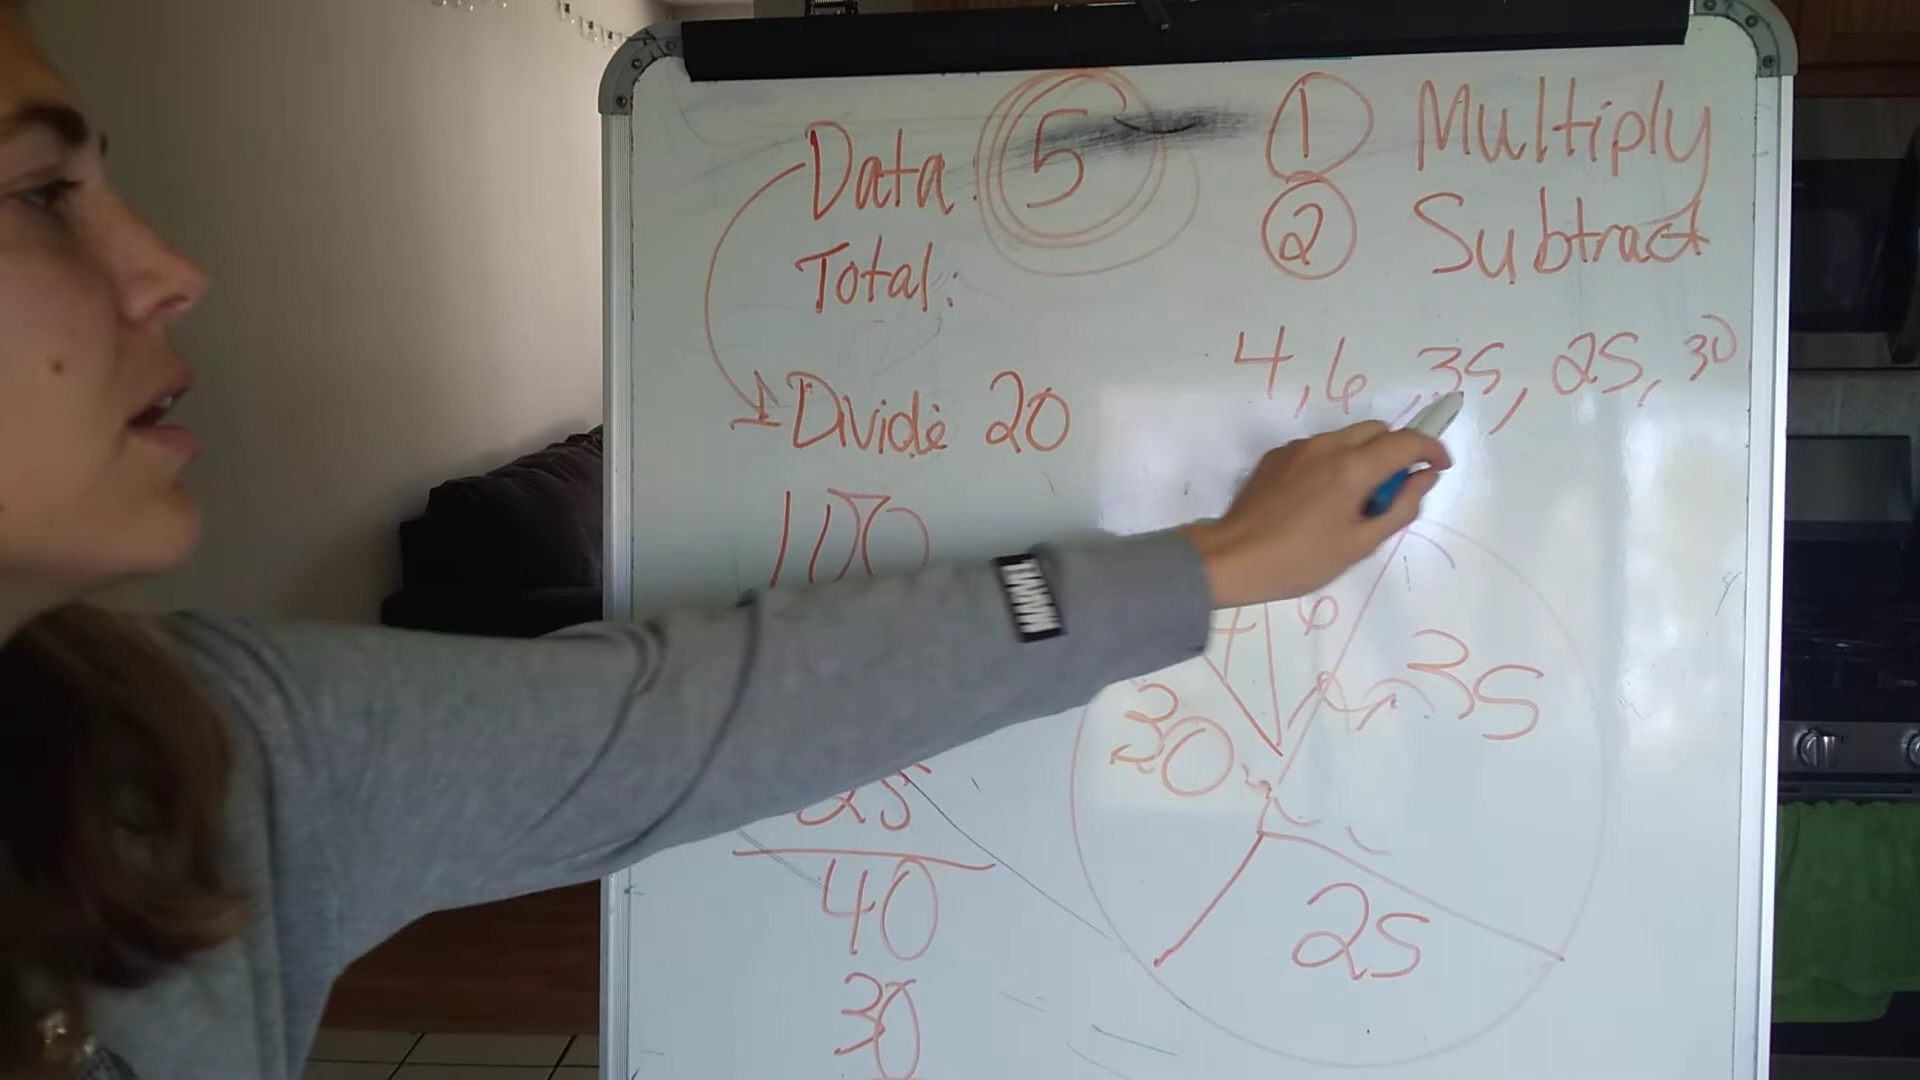 Data: 5
Total:
Divide 20
① Multiply
② Subtract
4, 6, 35, 25, 30
100
25
40
30
6
35
30
25